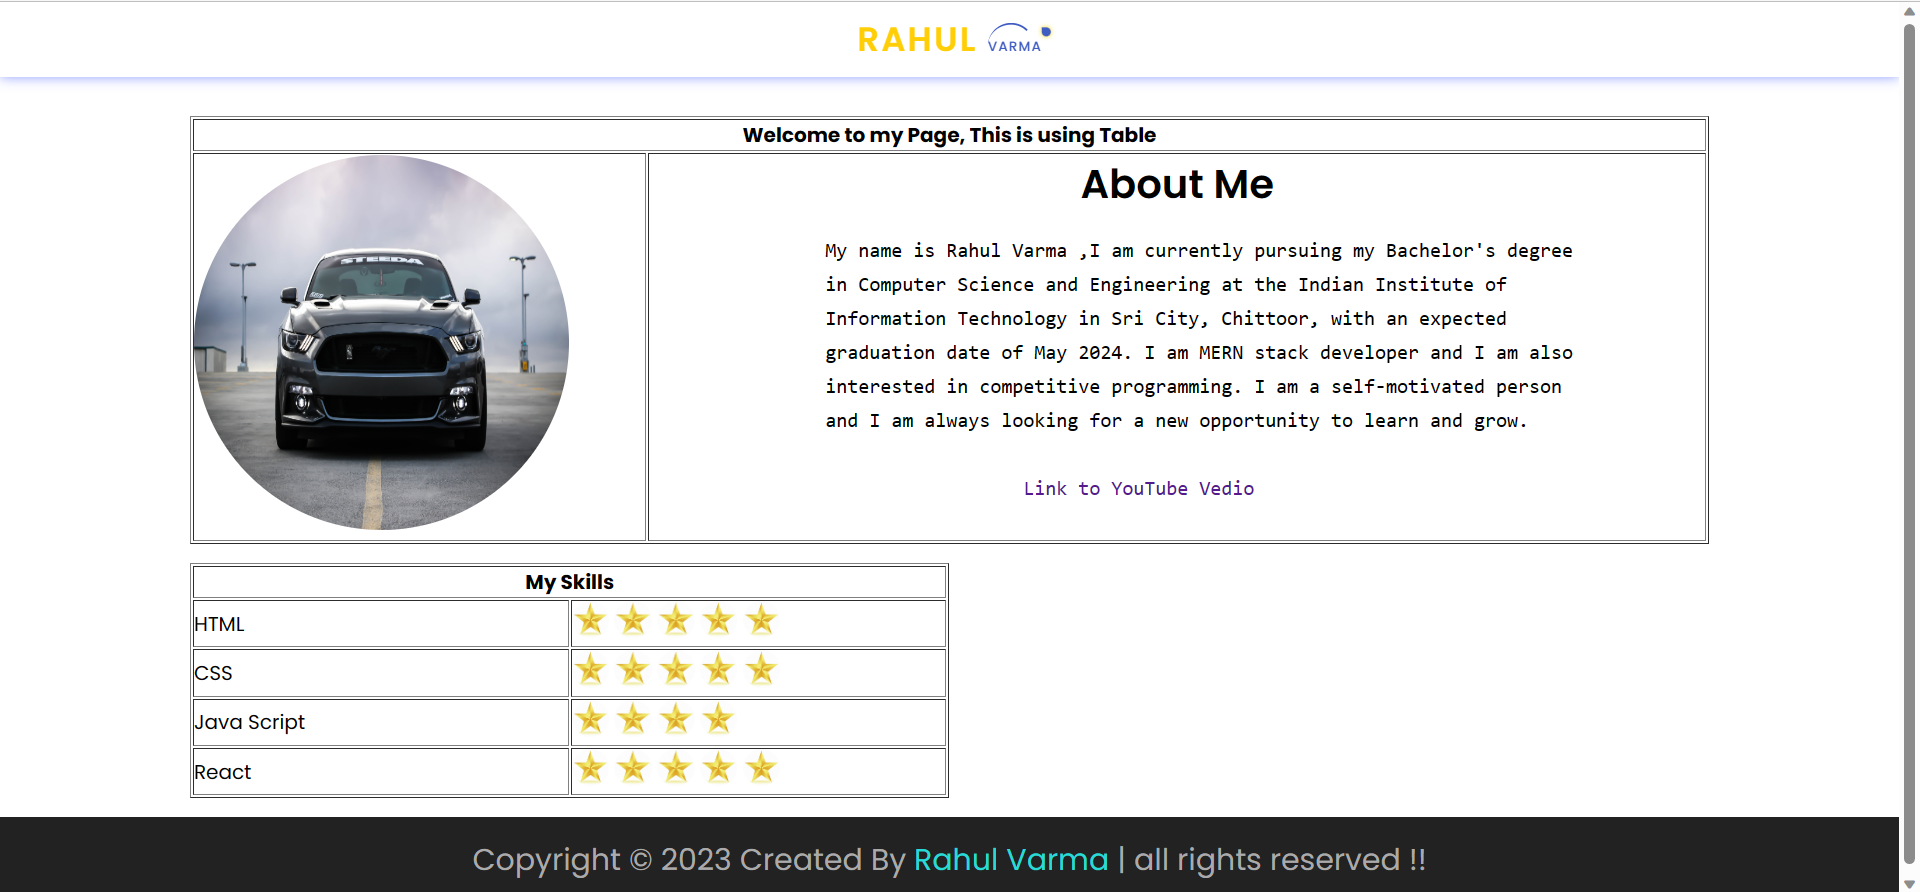 RAHUL VARMA
Welcome to my Page, This is using Table
STEEDA
About Me
My name is Rahul Varma ,I am currently pursuing my Bachelor's degree
in Computer Science and Engineering at the Indian Institute of
Information Technology in Sri City, Chittoor, with an expected
graduation date of May 2024. I am MERN stack developer and I am also
interested in competitive programming. I am a self-motivated person
and I am always looking for a new opportunity to learn and grow.
Link to YouTube Vedio
My Skills
HTML
CSS
Java Script
React
Copyright © 2023 Created By Rahul Varma | all rights reserved !!